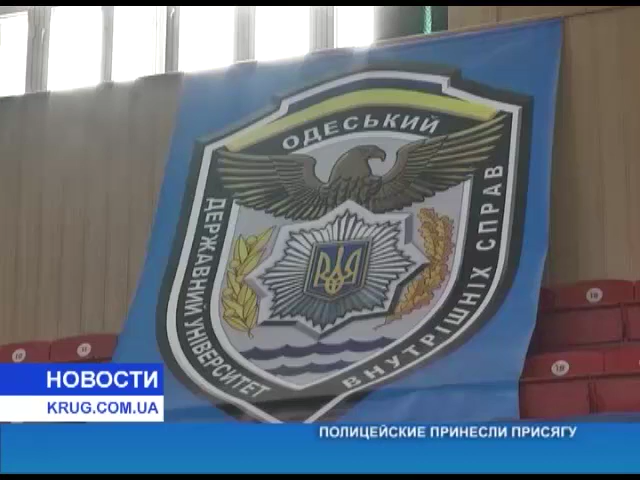 ОДЕСЬКИЙ
ДЕРЖАВНИЙ УНІВЕРСИТЕТ
ВНУТРІШНІХ СПРАВ
НОВОСТИ
KRUG.COM.UA
ПОЛИЦЕЙСКИЕ ПРИНЕСЛИ ПРИСЯГУ